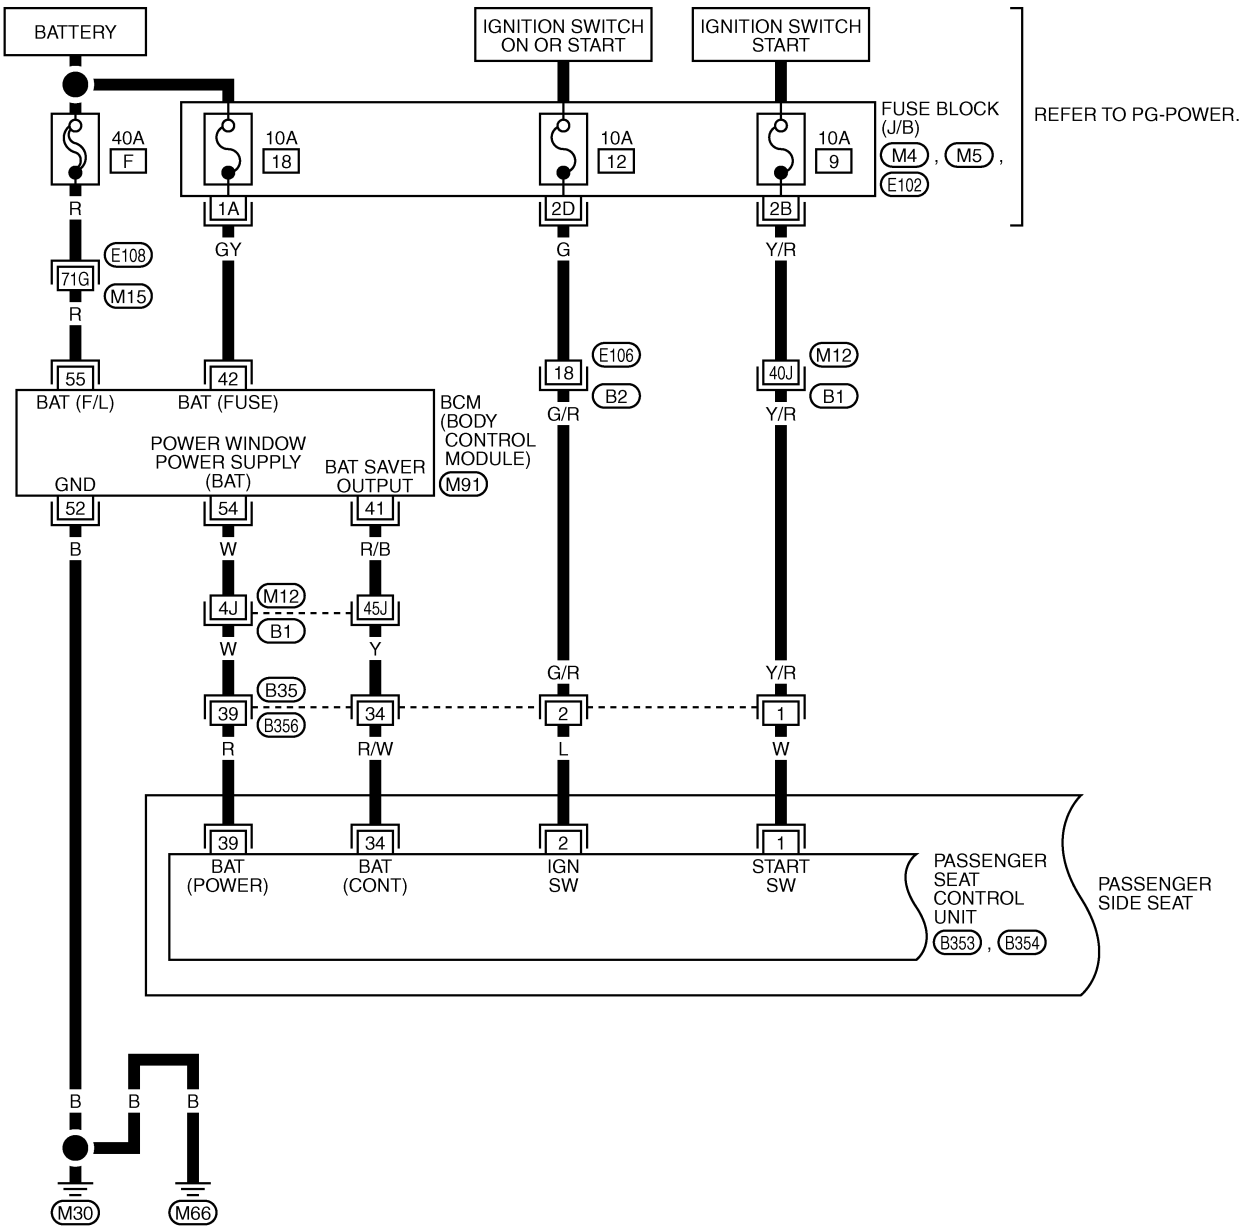 BATTERY
IGNITION SWITCH
ON OR START
IGNITION SWITCH
START
FUSE BLOCK
(J/B)
M4 , M5 ,
E102
REFER TO PG-POWER.
40A
F
10A
18
10A
12
10A
9
R
1A
2D
2B
GY
G
Y/R
E108
71G
M15
R
E106
18
B2
M12
40J
B1
55
42
G/R
Y/R
BAT (F/L)
BAT (FUSE)
BCM
(BODY
CONTROL
MODULE)
M91
POWER WINDOW
POWER SUPPLY
(BAT)
BAT SAVER
OUTPUT
GND
52
54
41
B
W
R/B
4J
M12
B1
45J
W
Y
G/R
Y/R
39
B35
B356
34
2
1
R
R/W
L
W
39
34
2
1
BAT
(POWER)
BAT
(CONT)
IGN
SW
START
SW
PASSENGER
SEAT
CONTROL
UNIT
B353 , B354
PASSENGER
SIDE SEAT
B
B
B
M30
M66